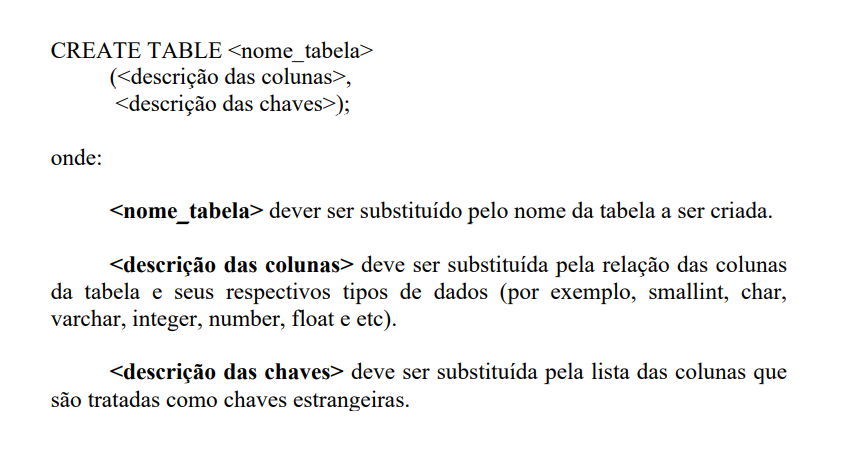 CREATE TABLE <nome_tabela>
(<descrição das colunas>,
<descrição das chaves>);
onde:
<nome_tabela> dever ser substituído pelo nome da tabela a ser criada.
<descrição das colunas> deve ser substituída pela relação das colunas
da tabela e seus respectivos tipos de dados (por exemplo, smallint, char,
varchar, integer, number, float e etc).
<descrição das chaves> deve ser substituída pela lista das colunas que
são tratadas como chaves estrangeiras.